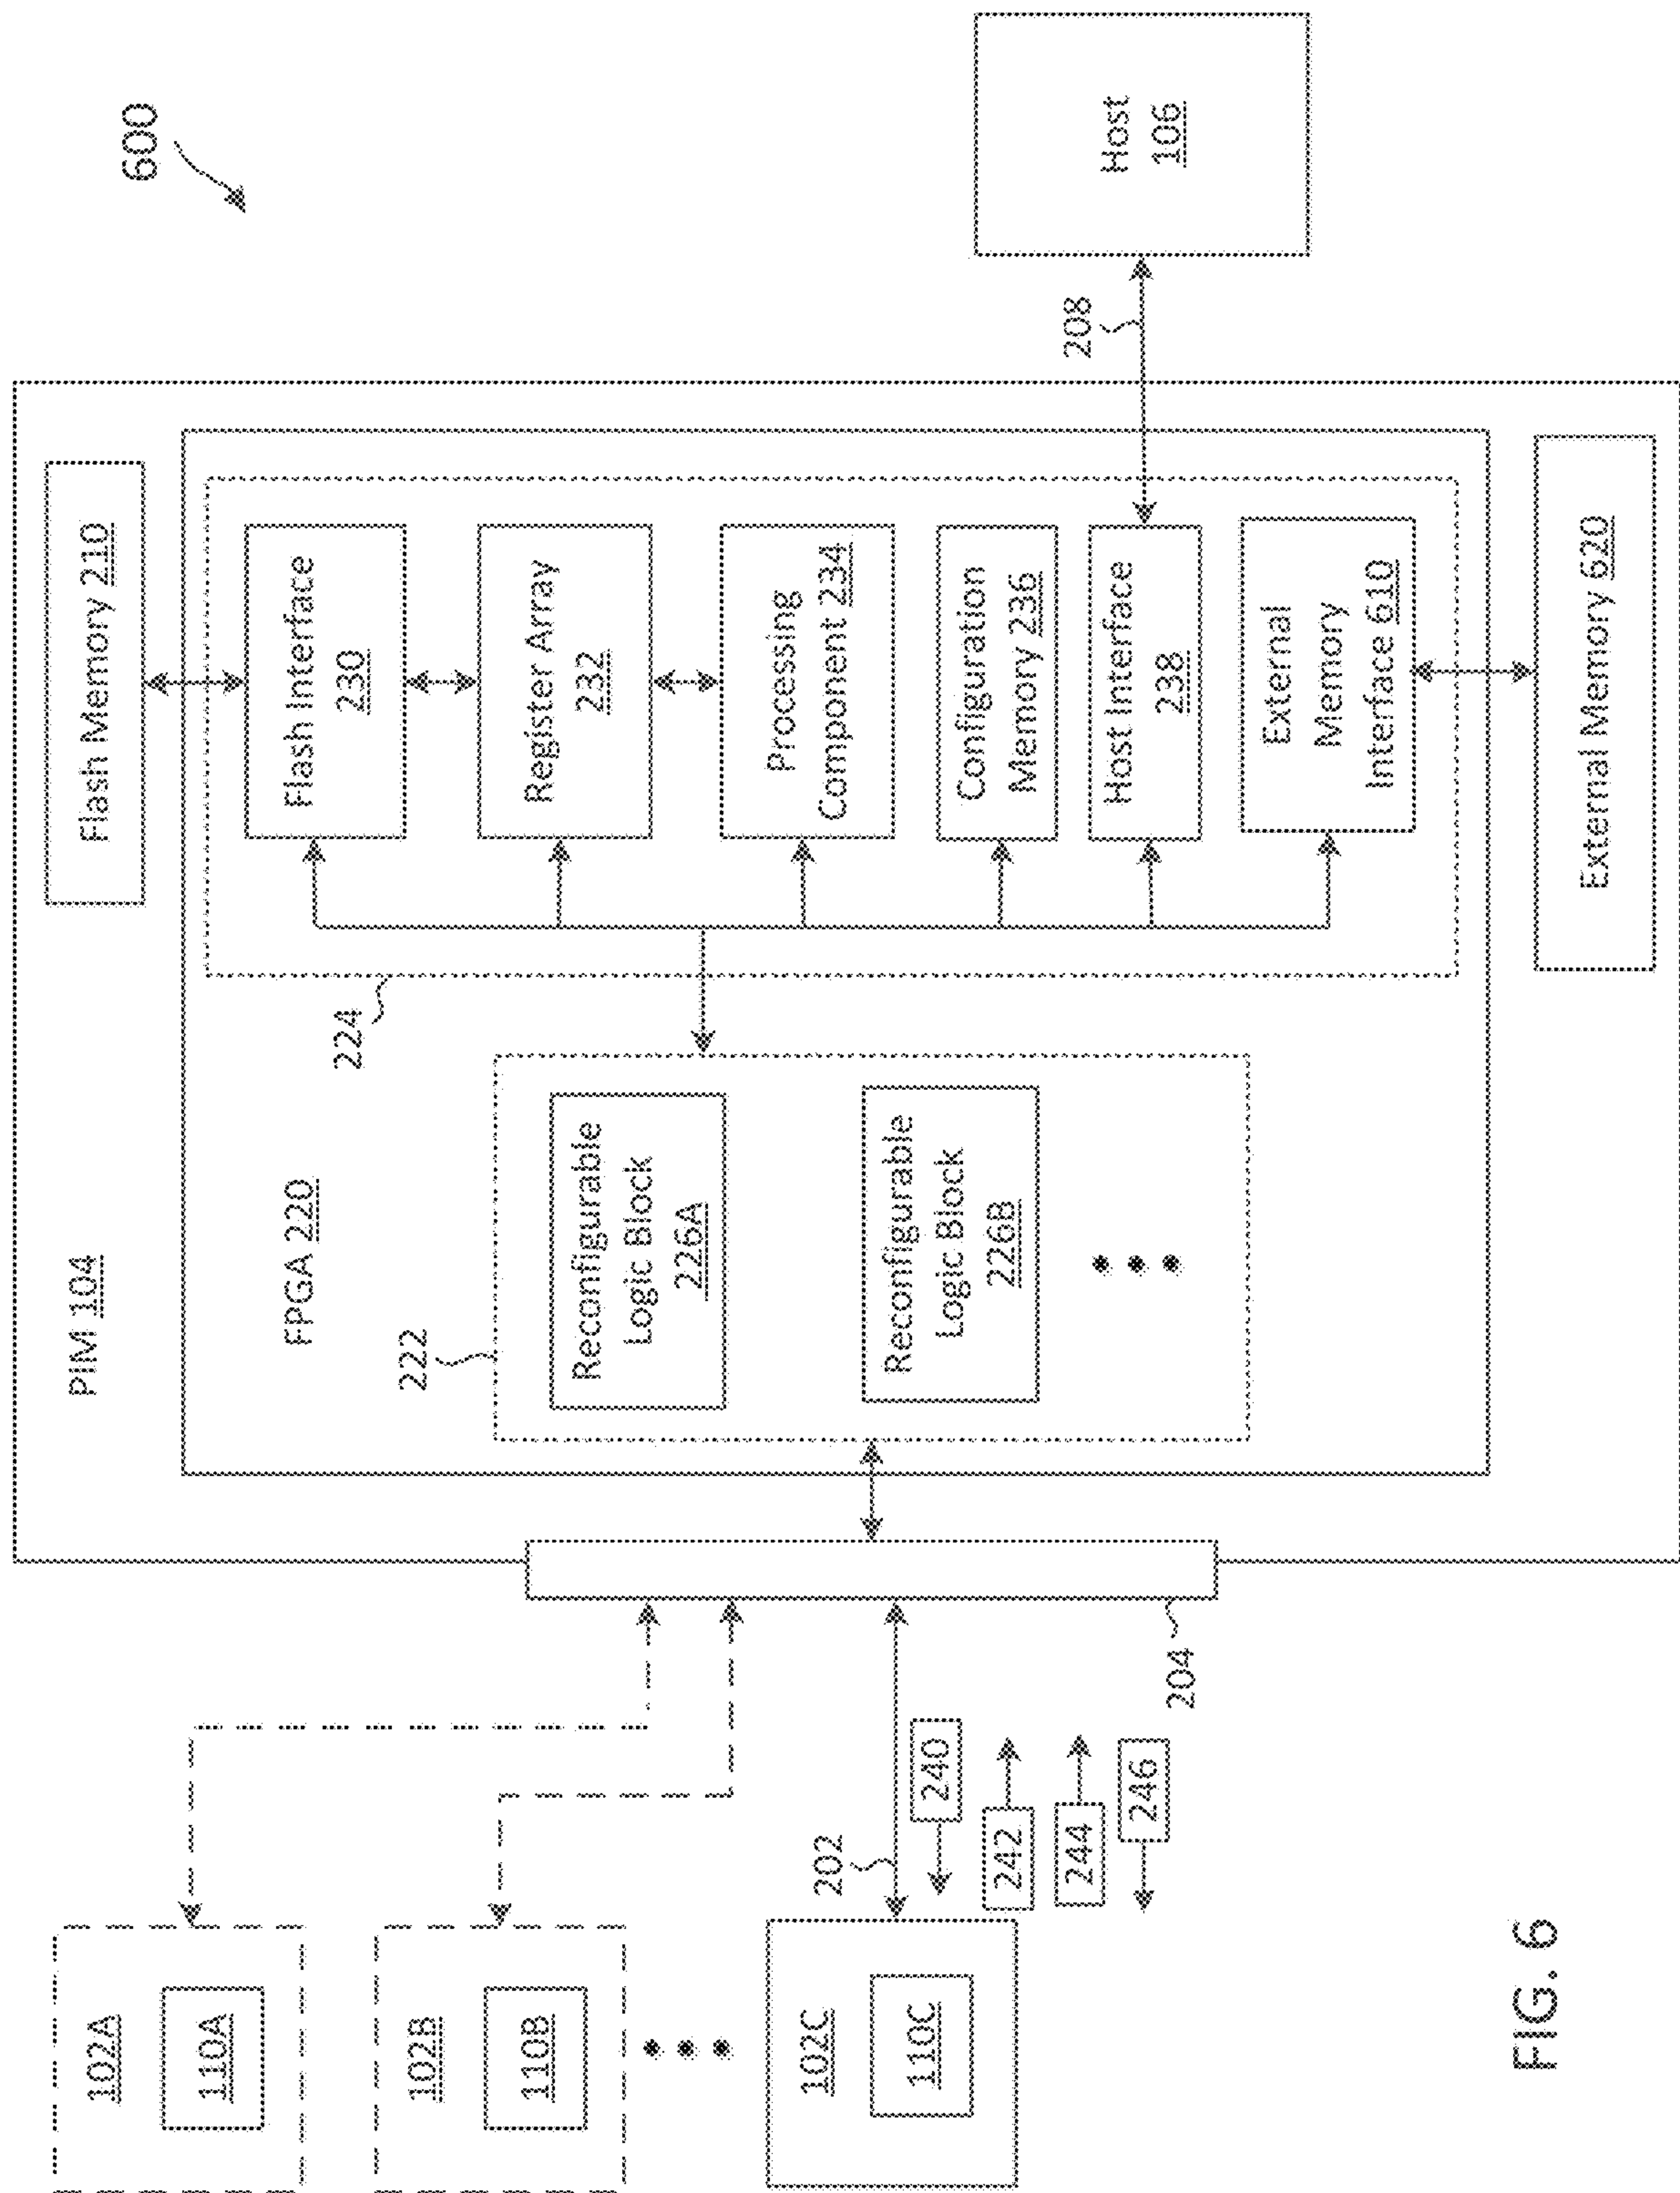 600
PIM 104
Flash Memory 210
FPGA 220
224
222
Flash Interface
230
Reconfigurable
Logic Block
226A
Register Array
232
Processing
Component 234
Reconfigurable
Logic Block
226B
Configuration
Memory 236
Host Interface
238
External
Memory
Interface 610
External Memory 620
208
Host
106
102A
110A
102B
110B
102C
110C
202
240
242
244
246
204
FIG. 6